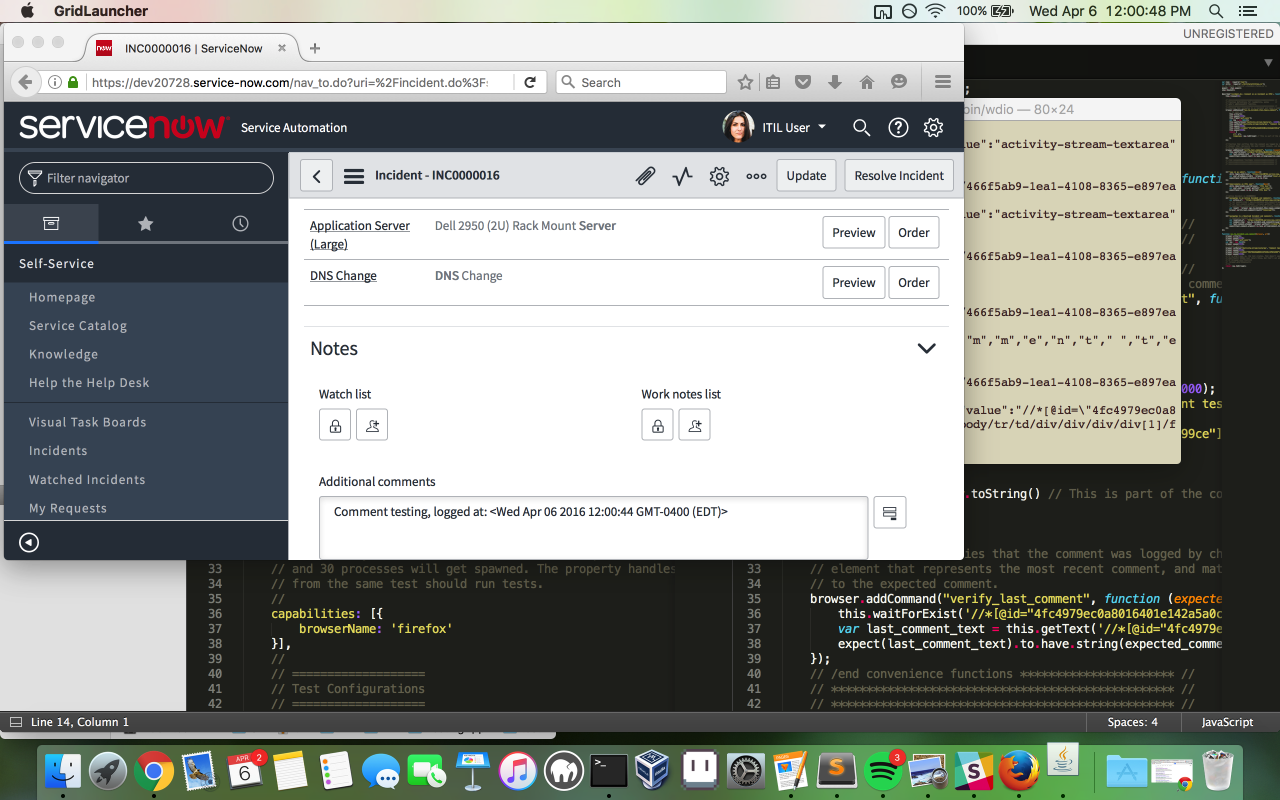 GridLauncher
100%
Wed Apr 6 12:00:48 PM
UNREGISTERED
now
INC0000016 | ServiceNow
https://dev20728.service-now.com/nav_to.do?uri=%2Fincident.do%3F
Search
servicenow
Service Automation
ITIL User
Filter navigator
Incident - INC0000016
Update
Resolve Incident
Self-Service
Homepage
Service Catalog
Knowledge
Help the Help Desk
Visual Task Boards
Incidents
Watched Incidents
My Requests
Application Server
(Large)
Dell 2950 (2U) Rack Mount Server
Preview
Order
DNS Change
DNS Change
Preview
Order
Notes
Watch list
Work notes list
Additional comments
Comment testing, logged at: <Wed Apr 06 2016 12:00:44 GMT-0400 (EDT)>
bin/wdio — 80×24
ue":"activity-stream-textarea"
466f5ab9-1ea1-4108-8365-e897ea
ue":"activity-stream-textarea"
466f5ab9-1ea1-4108-8365-e897ea
466f5ab9-1ea1-4108-8365-e897ea
"m","m","e","n","t"," ","t","e
466f5ab9-1ea1-4108-8365-e897ea
value":"//*[@id=\"4fc4979ec0a8
ody/tr/td/div/div/div/div[1]/f
;
functi
//
//
//
comme
t", fu
000);
nt tes
99ce"]
.toString() // This is part of the co
ies that the comment was logged by ch
33 // and 30 processes will get spawned. The property handles
34 // from the same test should run tests.
35 //
36 capabilities: [{
37 browserName: 'firefox'
38 }],
39 //
40 // ===================
41 // Test Configurations
42 // ===================
33 // element that represents the most recent comment, and mat
34 // to the expected comment.
35 browser.addCommand("verify_last_comment", function (expecte
36 this.waitForExist('//*[@id="4fc4979ec0a8016401e142a5a0c
37 var last_comment_text = this.getText('//*[@id="4fc4979e
38 expect(last_comment_text).to.have.string(expected_comme
39 });
40 // /end convenience functions ********************** //
41 // ************************************************* //
42 // ************************************************* //
Line 14, Column 1
Spaces: 4
JavaScript
APR
6
2
3